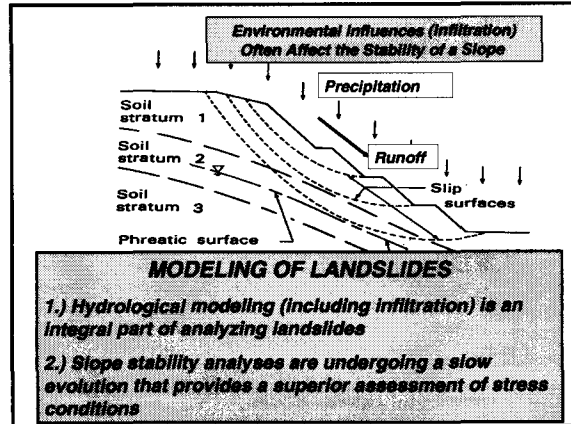 Environmental Influences (Infiltration)
Often Affect the Stability of a Slope
Precipitation
Soil
stratum 1
Runoff
Soil
stratum 2
Slip
surfaces
Soil
stratum 3
Phreatic surface
MODELING OF LANDSLIDES
1.) Hydrological modeling (including infiltration) is an
integral part of analyzing landslides
2.) Slope stability analyses are undergoing a slow
evolution that provides a superior assessment of stress
conditions